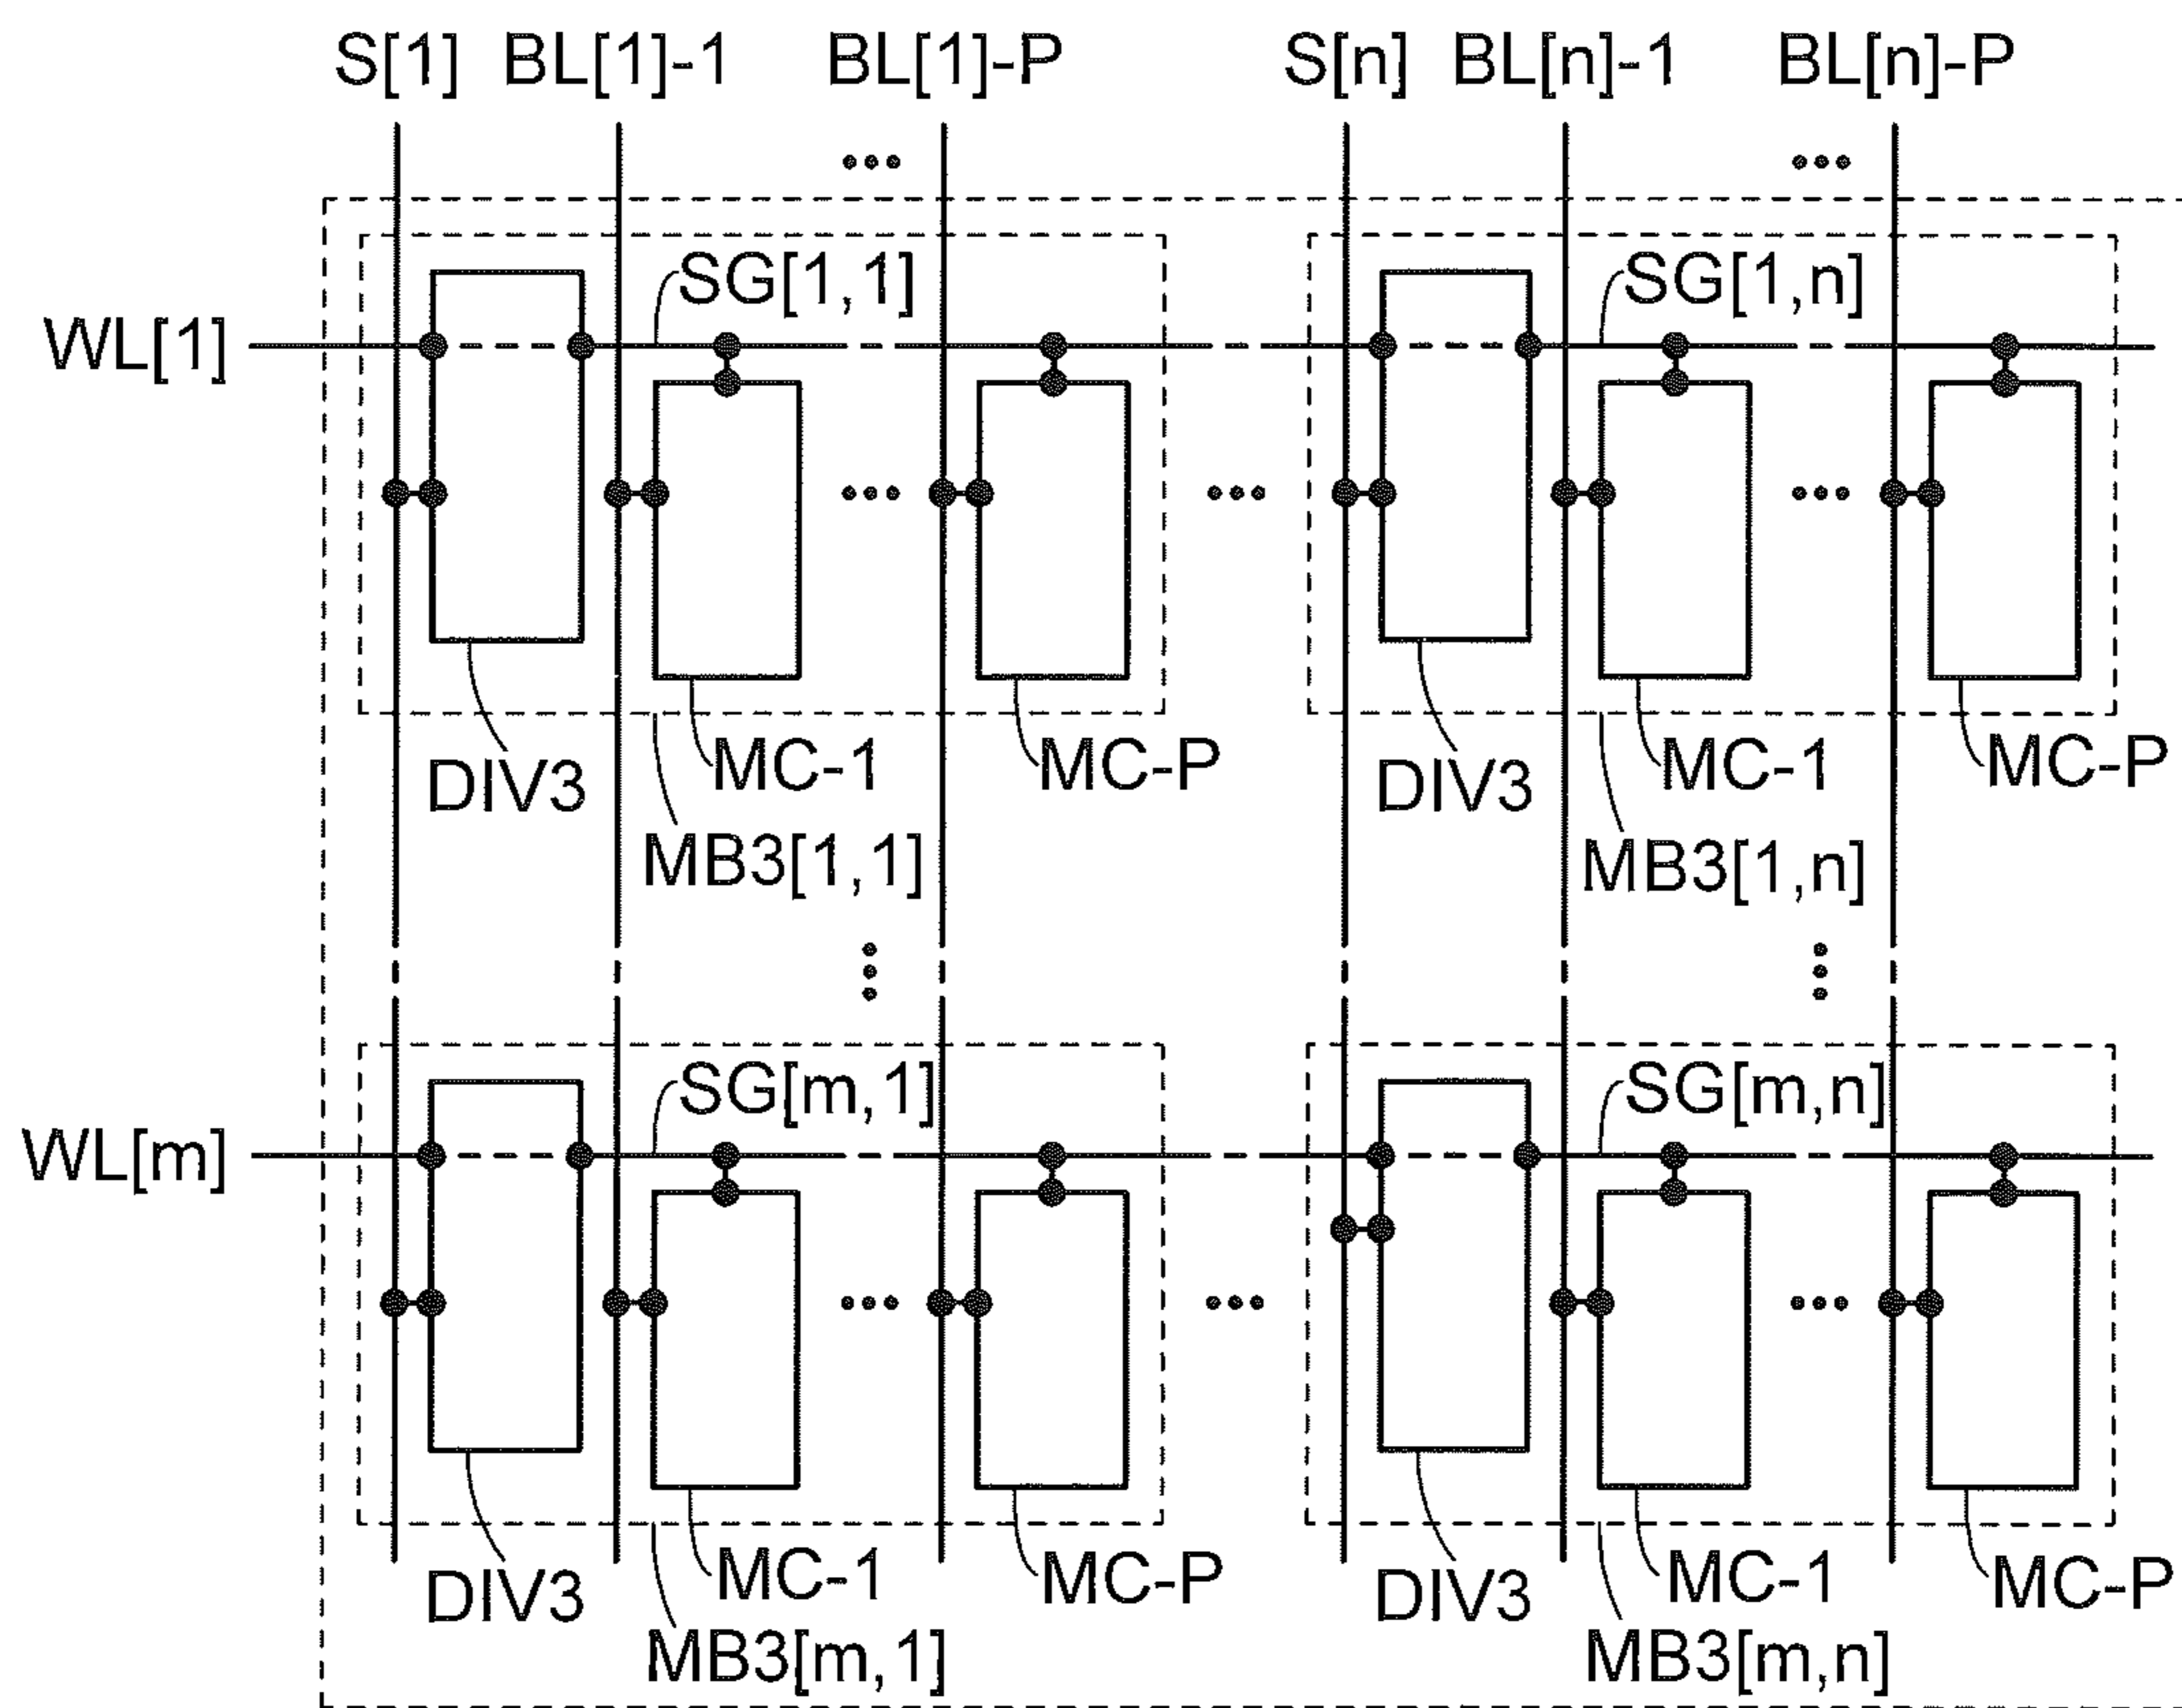 S[1] BL[1]-1 BL[1]-P S[n] BL[n]-1 BL[n]-P
SG[1,1] SG[1,n]
WL[1]
DIV3 MC-1 MC-P DIV3 MC-1 MC-P
MB3[1,1] MB3[1,n]
SG[m,1] SG[m,n]
WL[m]
DIV3 MC-1 MC-P DIV3 MC-1 MC-P
MB3[m,1] MB3[m,n]